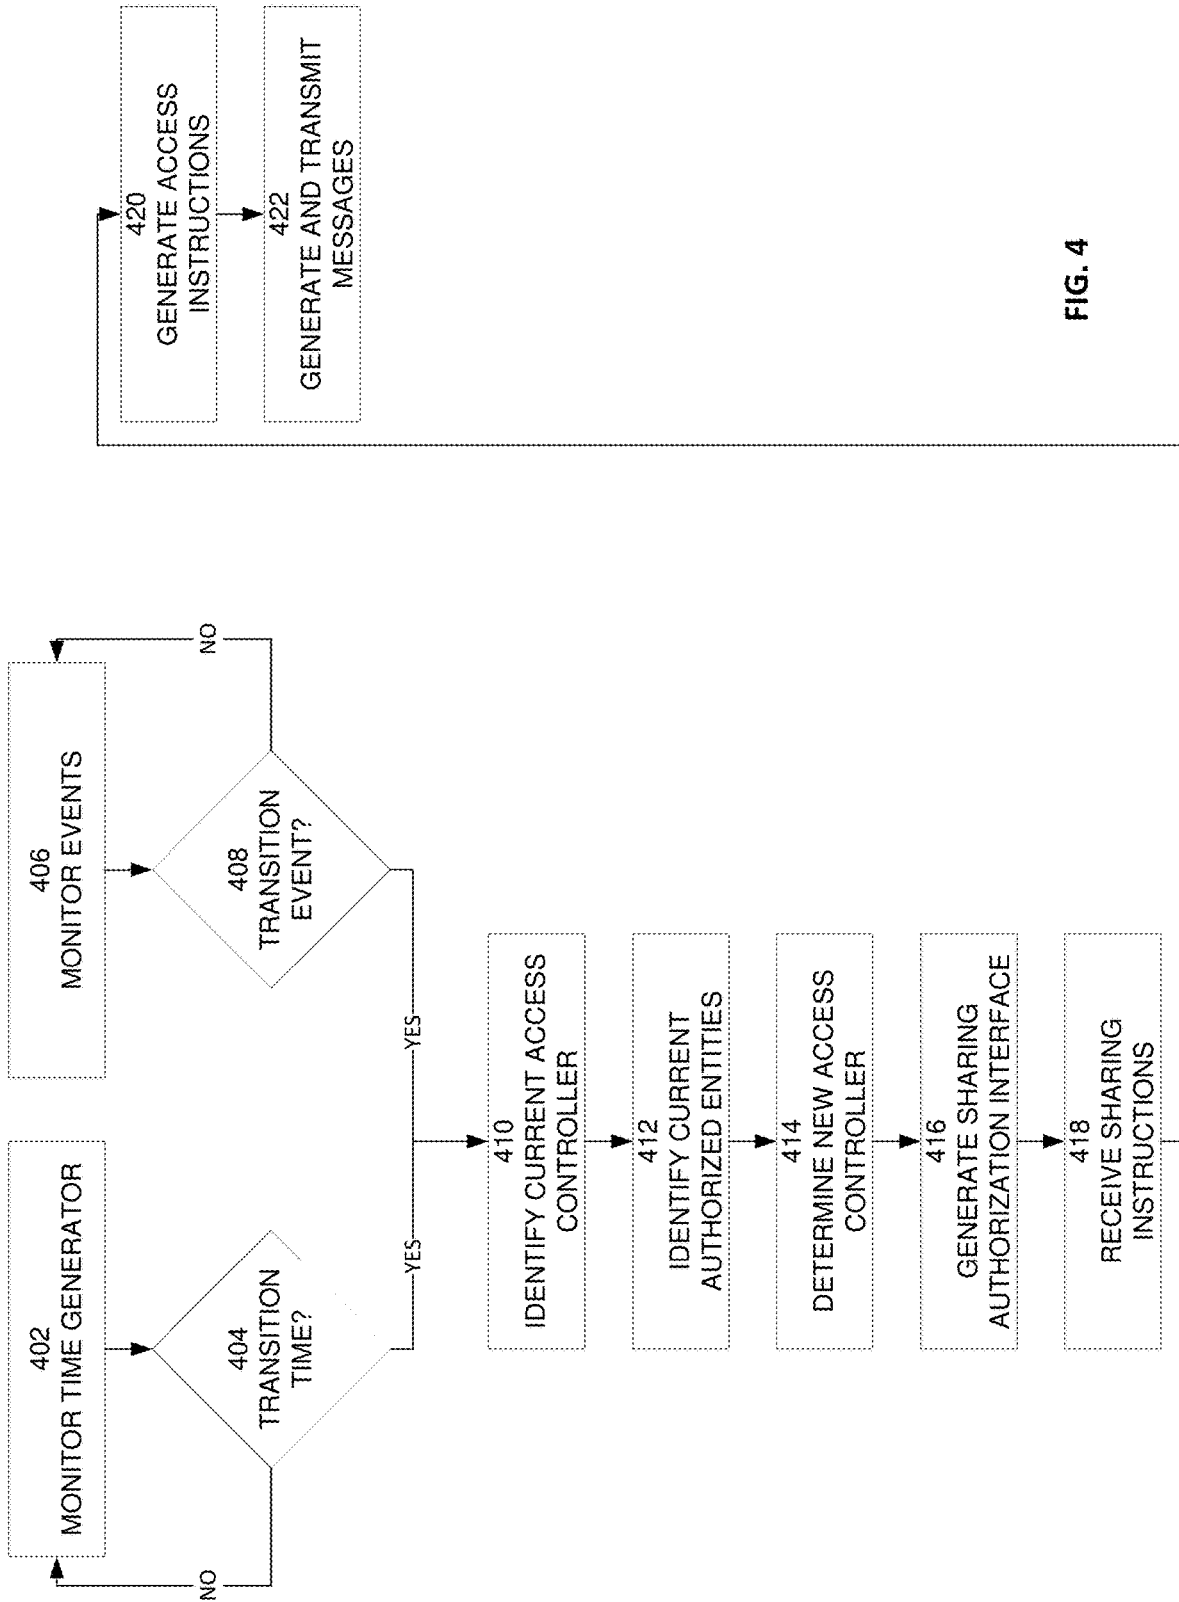 402
MONITOR TIME GENERATOR
404
TRANSITION
TIME?
NO
YES
406
MONITOR EVENTS
408
TRANSITION
EVENT?
NO
YES
410
IDENTIFY CURRENT ACCESS
CONTROLLER
412
IDENTIFY CURRENT
AUTHORIZED ENTITIES
414
DETERMINE NEW ACCESS
CONTROLLER
416
GENERATE SHARING
AUTHORIZATION INTERFACE
418
RECEIVE SHARING
INSTRUCTIONS
420
GENERATE ACCESS
INSTRUCTIONS
422
GENERATE AND TRANSMIT
MESSAGES
FIG. 4